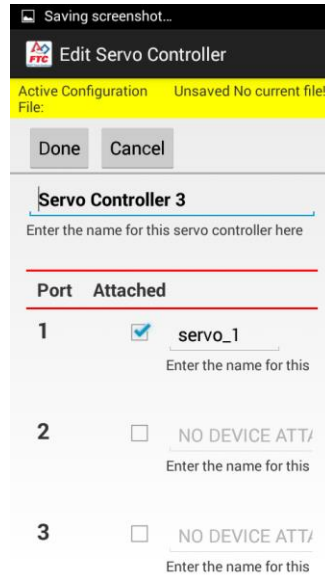 Saving screenshot...
FTC Edit Servo Controller
Active Configuration File: Unsaved No current file!
Done Cancel
Servo Controller 3
Enter the name for this servo controller here
Port Attached
1 servo_1
Enter the name for this
2 NO DEVICE ATTA
Enter the name for this
3 NO DEVICE ATTA
Enter the name for this